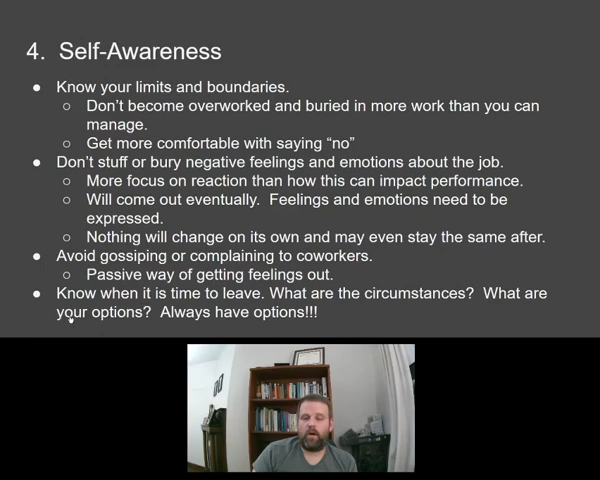 4. Self-Awareness
● Know your limits and boundaries.
○ Don't become overworked and buried in more work than you can
manage.
○ Get more comfortable with saying "no"
● Don't stuff or bury negative feelings and emotions about the job.
○ More focus on reaction than how this can impact performance.
○ Will come out eventually. Feelings and emotions need to be
expressed.
○ Nothing will change on its own and may even stay the same after.
● Avoid gossiping or complaining to coworkers.
○ Passive way of getting feelings out.
● Know when it is time to leave. What are the circumstances? What are
your options? Always have options!!!